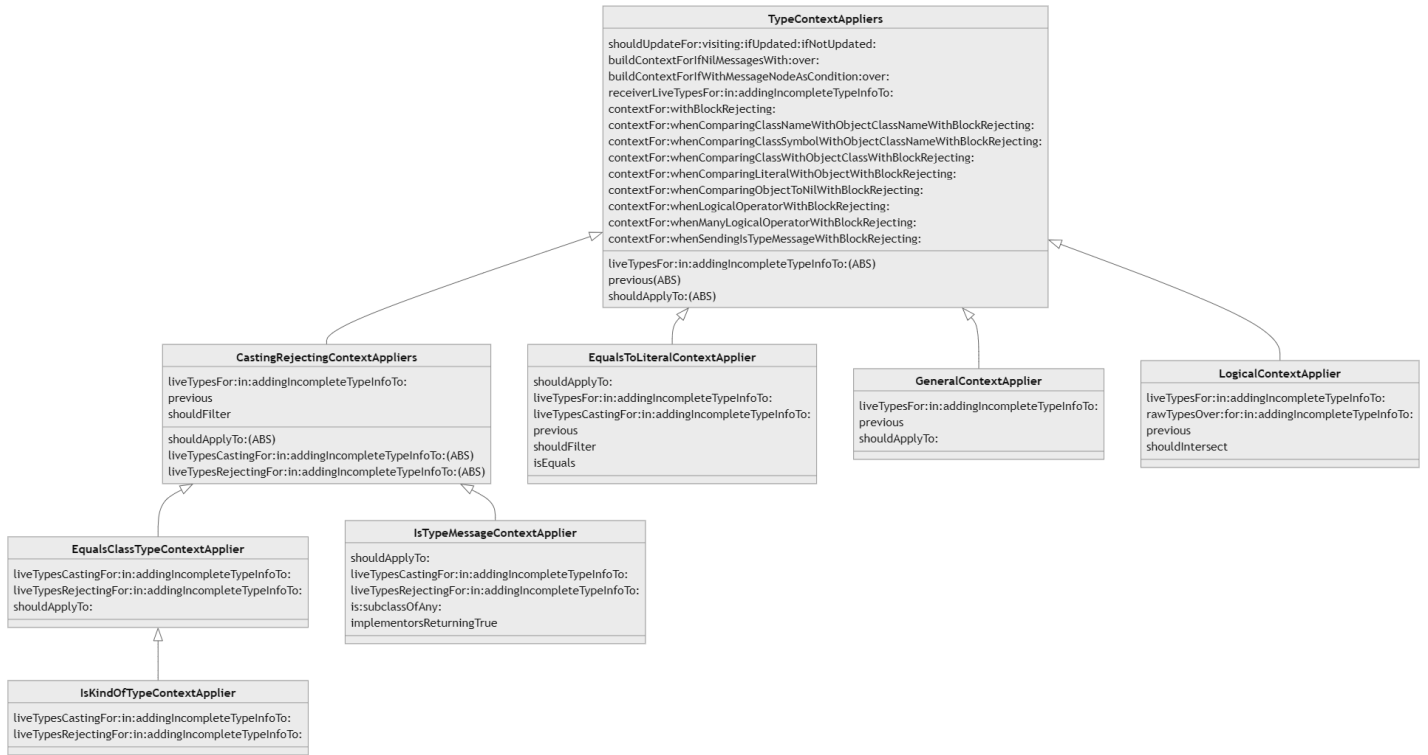 TypeContextAppliers
shouldUpdateFor:visiting:ifUpdated:ifNotUpdated:
buildContextForIfNilMessagesWith:over:
buildContextForIfWithMessageNodeAsCondition:over:
receiverLiveTypesFor:in:addingIncompleteTypeInfoTo:
contextFor:withBlockRejecting:
contextFor:whenComparingClassNameWithObjectClassNameWithBlockRejecting:
contextFor:whenComparingClassSymbolWithObjectClassNameWithBlockRejecting:
contextFor:whenComparingClassWithObjectClassWithBlockRejecting:
contextFor:whenComparingLiteralWithObjectWithBlockRejecting:
contextFor:whenComparingObjectToNilWithBlockRejecting:
contextFor:whenLogicalOperatorWithBlockRejecting:
contextFor:whenManyLogicalOperatorWithBlockRejecting:
contextFor:whenSendingIsTypeMessageWithBlockRejecting:
liveTypesFor:in:addingIncompleteTypeInfoTo:(ABS)
previous(ABS)
shouldApplyTo:(ABS)
CastingRejectingContextAppliers
liveTypesFor:in:addingIncompleteTypeInfoTo:
previous
shouldFilter
shouldApplyTo:(ABS)
liveTypesCastingFor:in:addingIncompleteTypeInfoTo:(ABS)
liveTypesRejectingFor:in:addingIncompleteTypeInfoTo:(ABS)
EqualsToLiteralContextApplier
shouldApplyTo:
liveTypesFor:in:addingIncompleteTypeInfoTo:
liveTypesCastingFor:in:addingIncompleteTypeInfoTo:
previous
shouldFilter
isEquals
GeneralContextApplier
liveTypesFor:in:addingIncompleteTypeInfoTo:
previous
shouldApplyTo:
LogicalContextApplier
liveTypesFor:in:addingIncompleteTypeInfoTo:
rawTypesOver:for:in:addingIncompleteTypeInfoTo:
previous
shouldIntersect
EqualsClassTypeContextApplier
liveTypesCastingFor:in:addingIncompleteTypeInfoTo:
liveTypesRejectingFor:in:addingIncompleteTypeInfoTo:
shouldApplyTo:
IsTypeMessageContextApplier
shouldApplyTo:
liveTypesCastingFor:in:addingIncompleteTypeInfoTo:
liveTypesRejectingFor:in:addingIncompleteTypeInfoTo:
is:subclassOfAny:
implementorsReturningTrue
IsKindOfTypeContextApplier
liveTypesCastingFor:in:addingIncompleteTypeInfoTo:
liveTypesRejectingFor:in:addingIncompleteTypeInfoTo: